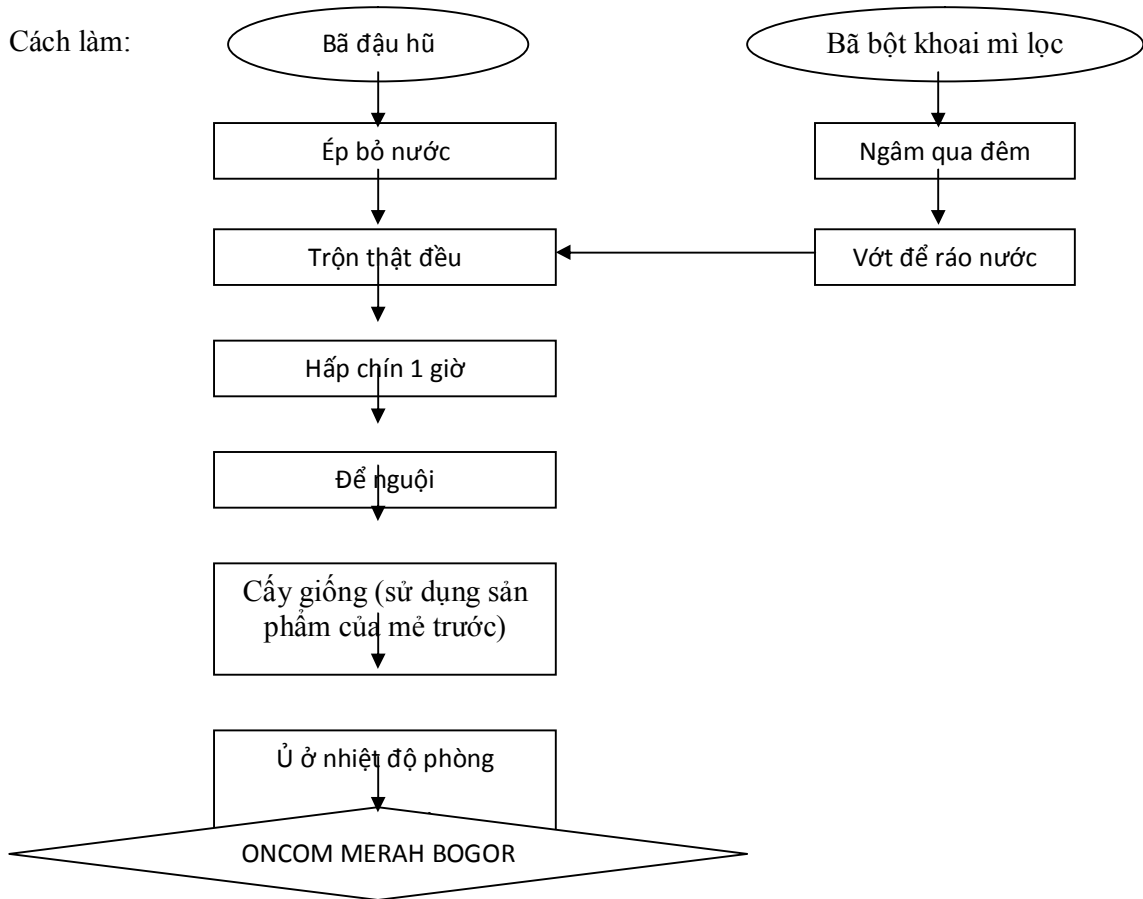 Cách làm:
Bã đậu hũ
Bã bột khoai mì lọc
Ép bỏ nước
Ngâm qua đêm
Trộn thật đều
Vớt để ráo nước
Hấp chín 1 giờ
Để nguội
Cấy giống (sử dụng sản
phẩm của mẻ trước)
Ủ ở nhiệt độ phòng
ONCOM MERAH BOGOR